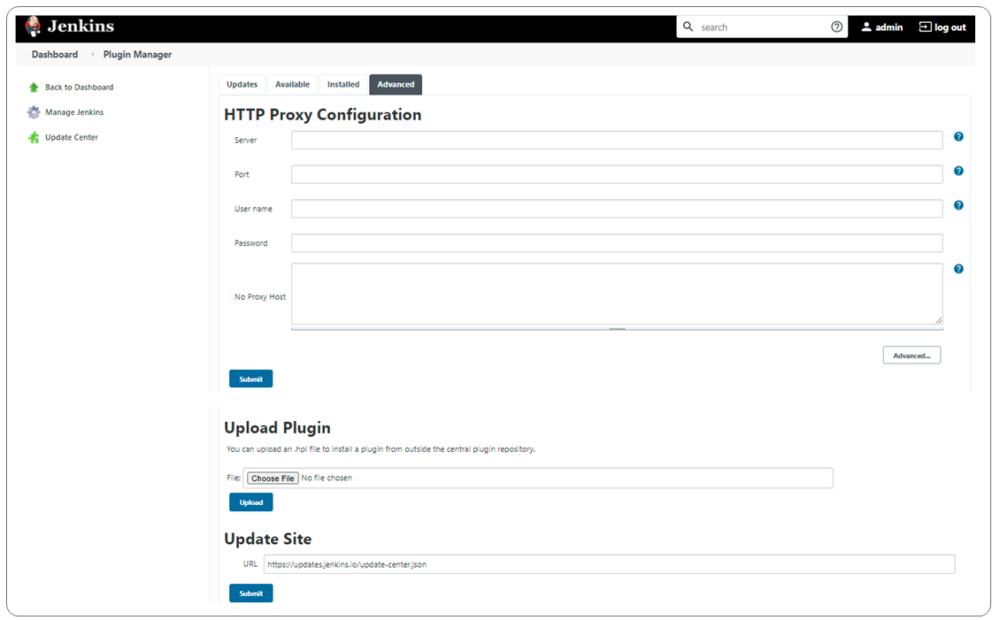 Jenkins
search
admin
log out
Dashboard
Plugin Manager
Back to Dashboard
Manage Jenkins
Update Center
Updates
Available
Installed
Advanced
HTTP Proxy Configuration
Server
?
Port
?
User name
?
Password
No Proxy Host
?
Advanced...
Submit
Upload Plugin
You can upload an .hpi file to install a plugin from outside the central plugin repository.
File: Choose File No file chosen
Upload
Update Site
URL https://updates.jenkins.io/update-center.json
Submit